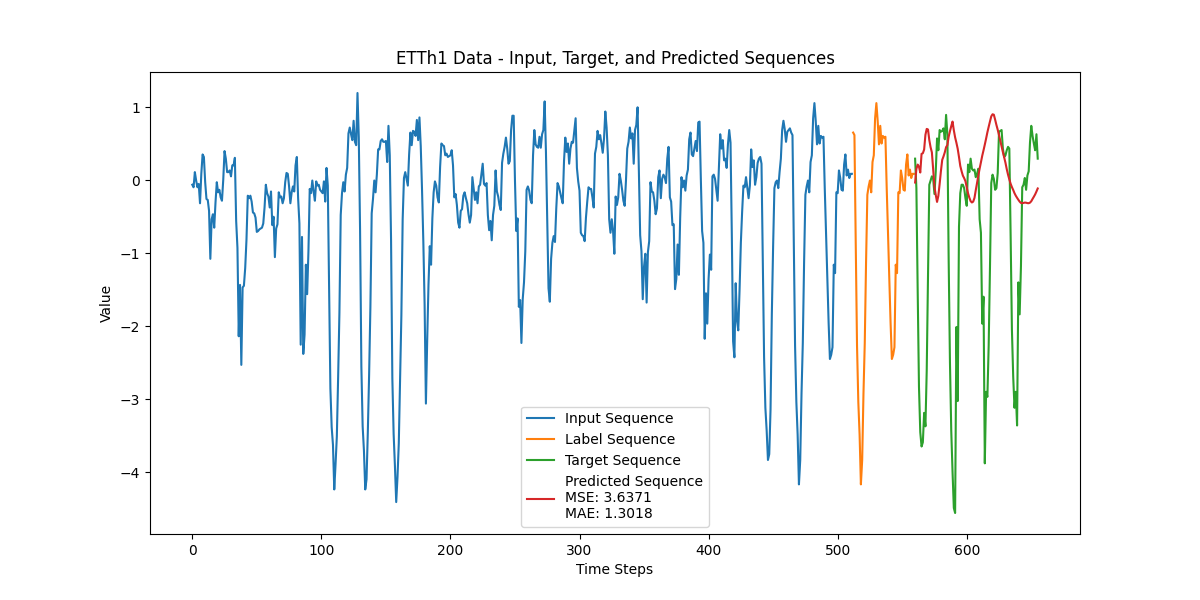 ETTh1 Data - Input, Target, and Predicted Sequences
Value
1
0
−1
−2
−3
−4
Input Sequence
Label Sequence
Target Sequence
Predicted Sequence
MSE: 3.6371
MAE: 1.3018
0
100
200
300
400
500
600
Time Steps